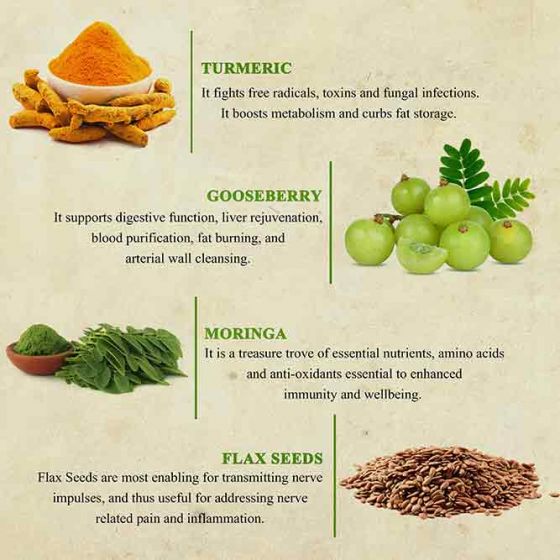 TURMERIC
It fights free radicals, toxins and fungal infections.
It boosts metabolism and curbs fat storage.
GOOSEBERRY
It supports digestive function, liver rejuvenation,
blood purification, fat burning, and
arterial wall cleansing.
MORINGA
It is a treasure trove of essential nutrients, amino acids
and anti-oxidants essential to enhanced
immunity and wellbeing.
FLAX SEEDS
Flax Seeds are most enabling for transmitting nerve
impulses, and thus useful for addressing nerve
related pain and inflammation.